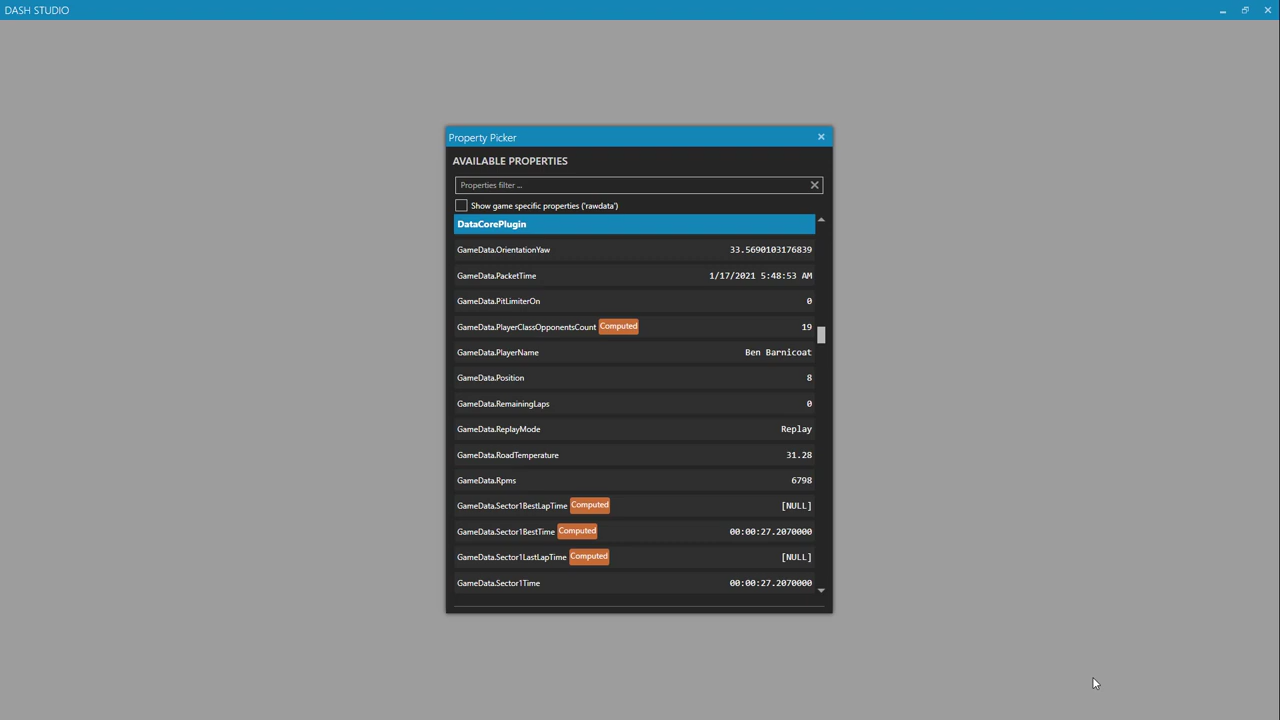 DASH STUDIO
Property Picker
AVAILABLE PROPERTIES
Properties filter ...
Show game specific properties ('rawdata')
DataCorePlugin
GameData.OrientationYaw 33.5690103176839
GameData.PacketTime 1/17/2021 5:48:53 AM
GameData.PitLimiterOn 0
GameData.PlayerClassOpponentsCount Computed 19
GameData.PlayerName Ben Barnicoat
GameData.Position 8
GameData.RemainingLaps 0
GameData.ReplayMode Replay
GameData.RoadTemperature 31.28
GameData.Rpms 6798
GameData.Sector1BestLapTime Computed [NULL]
GameData.Sector1BestTime Computed 00:00:27.2070000
GameData.Sector1LastLapTime Computed [NULL]
GameData.Sector1Time 00:00:27.2070000